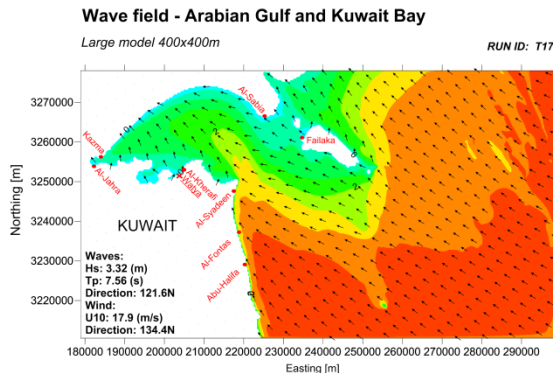 Wave field - Arabian Gulf and Kuwait Bay
Large model 400x400m
RUN ID: T17
Northing [m]
3270000
3260000
3250000
3240000
3230000
3220000
Al-Sabia
Failaka
Kazma
Al-Jahra
Al-Kherafi
Al-Watya
Al-Syadeen
KUWAIT
Al-Fontas
Abu-Halifa
Waves:
Hs: 3.32 (m)
Tp: 7.56 (s)
Direction: 121.6N
Wind:
U10: 17.9 (m/s)
Direction: 134.4N
180000 190000 200000 210000 220000 230000 240000 250000 260000 270000 280000 290000
Easting [m]